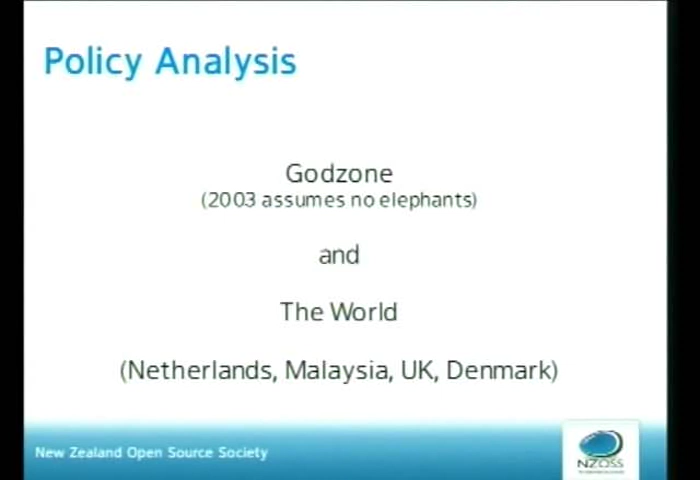 Policy Analysis
Godzone
(2003 assumes no elephants)
and
The World
(Netherlands, Malaysia, UK, Denmark)
New Zealand Open Source Society
NZOSS